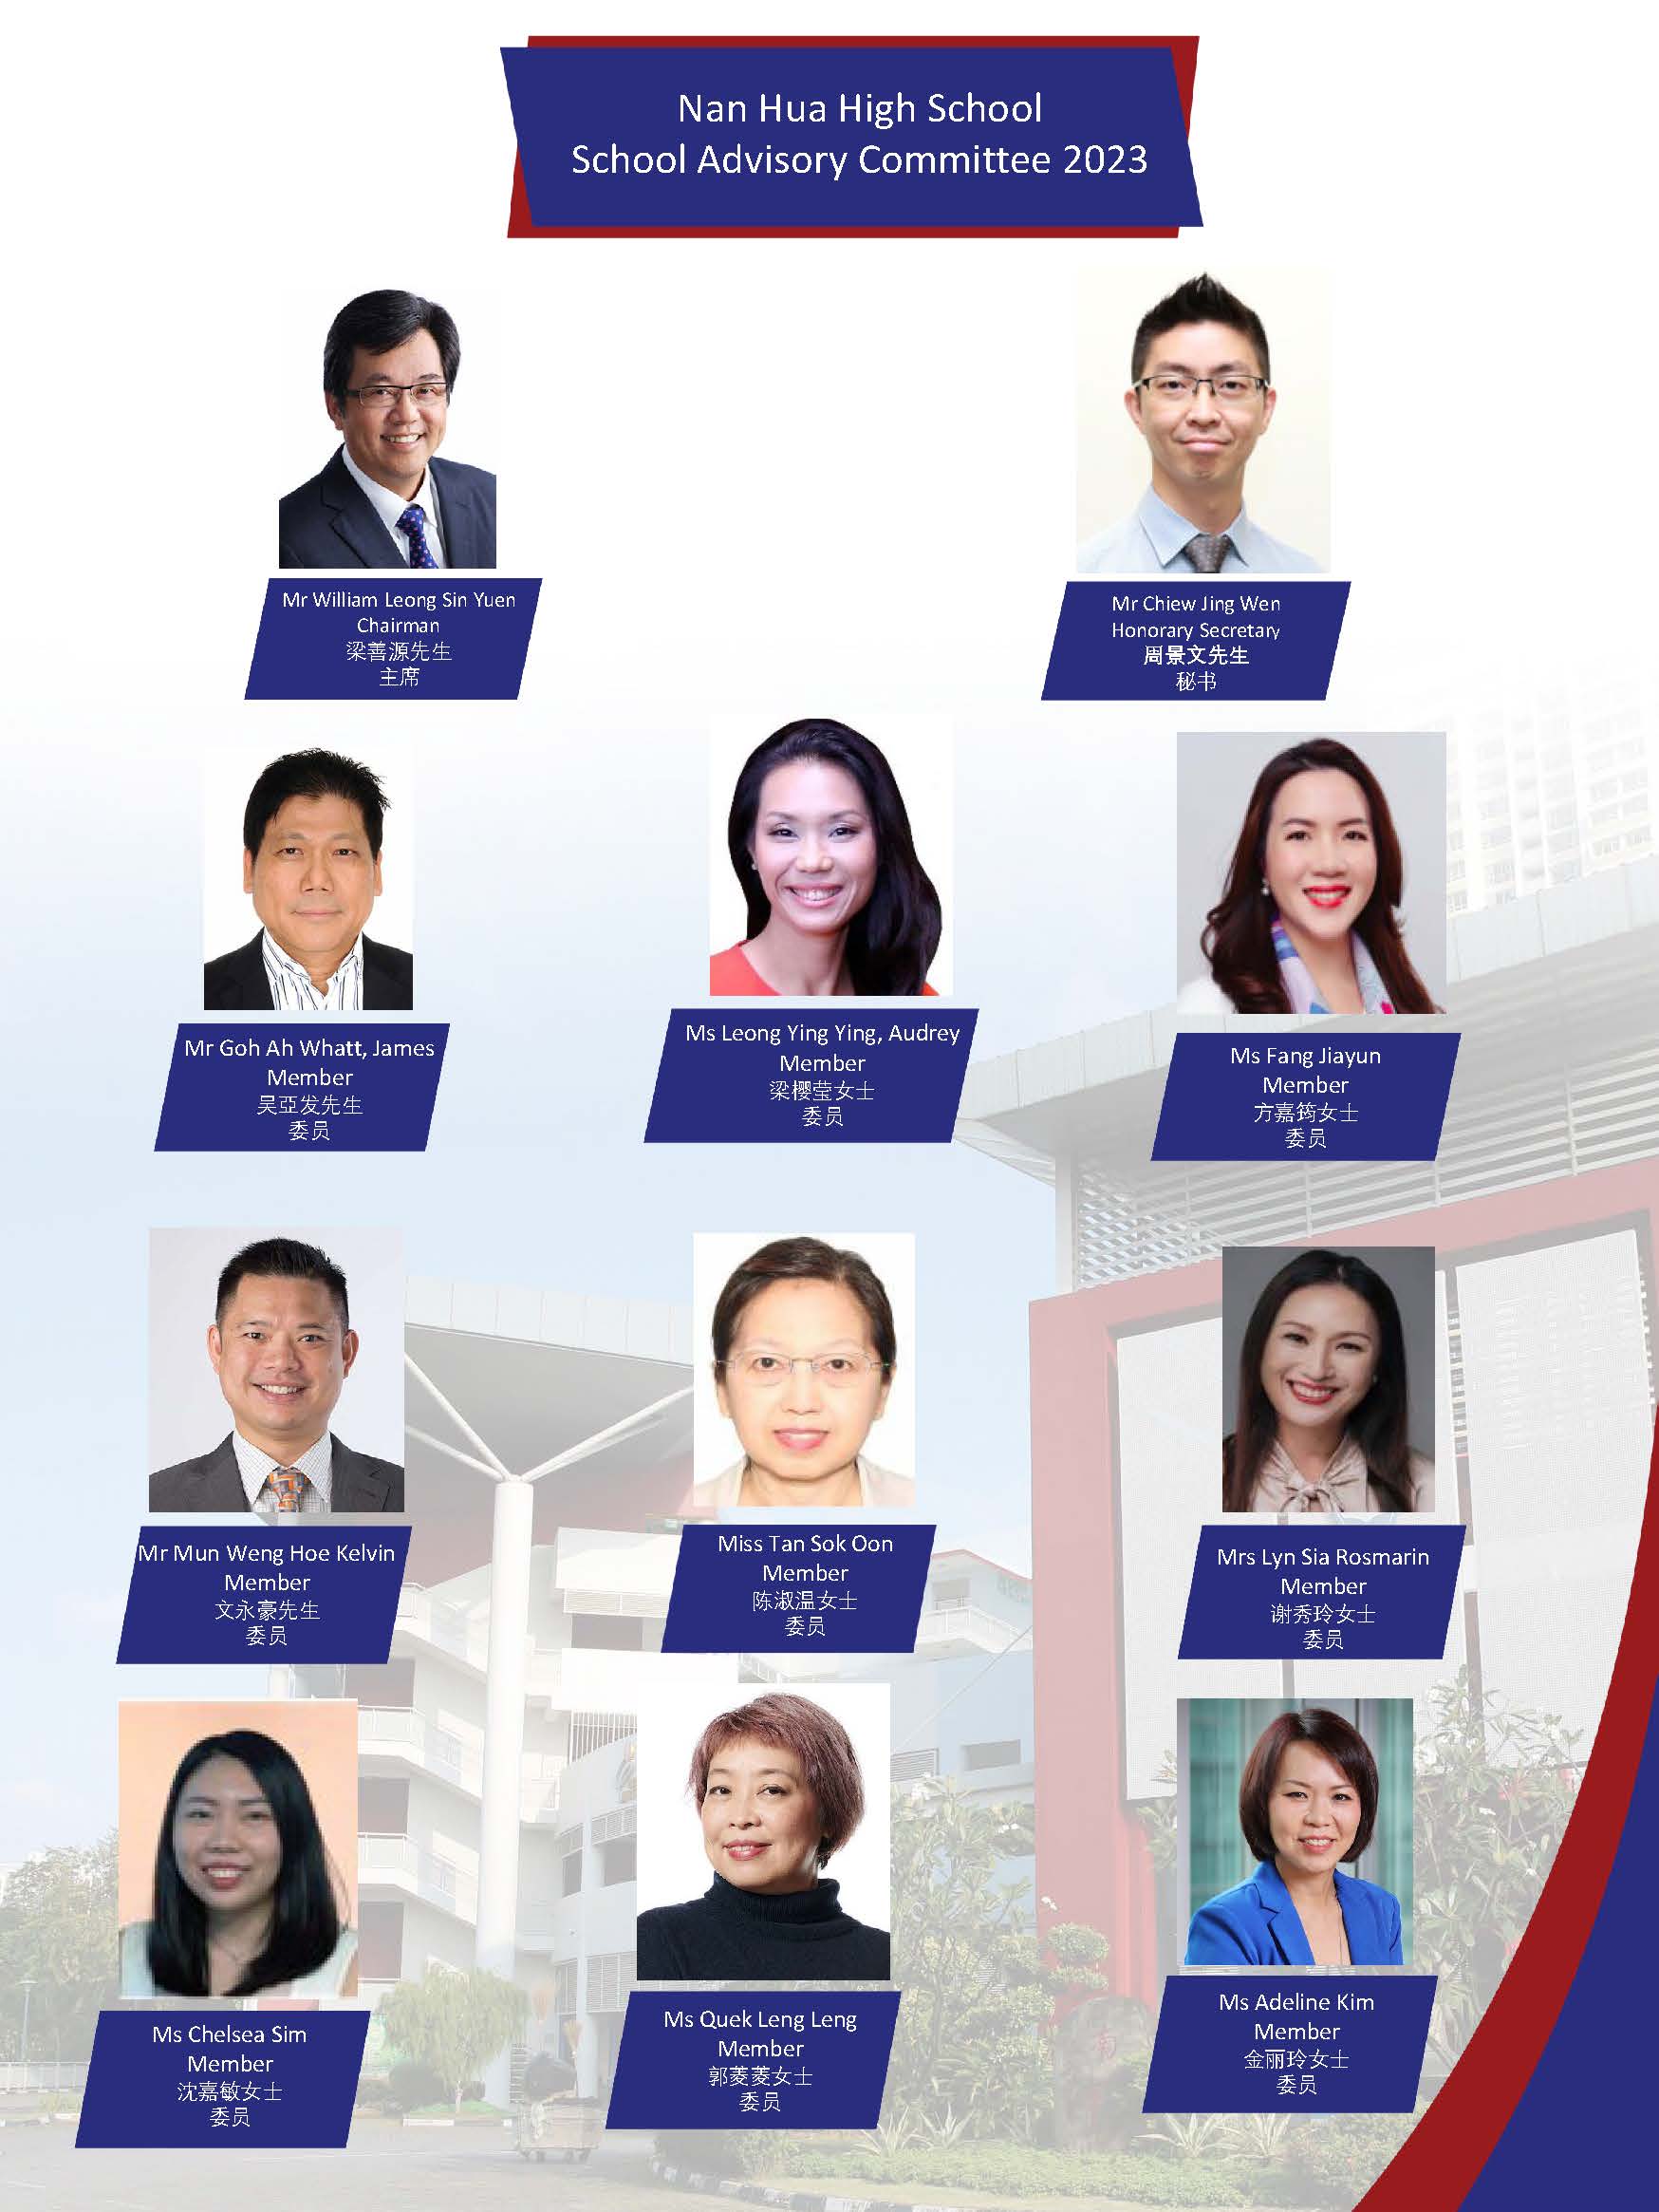 Nan Hua High School
School Advisory Committee 2023
Mr William Leong Sin Yuen
Chairman
梁善源先生
主席
Mr Chiew Jing Wen
Honorary Secretary
周景文先生
秘书
Mr Goh Ah Whatt, James
Member
吴亞发先生
委员
Ms Leong Ying Ying, Audrey
Member
梁樱莹女士
委员
Ms Fang Jiayun
Member
方嘉筠女士
委员
Mr Mun Weng Hoe Kelvin
Member
文永豪先生
委员
Miss Tan Sok Oon
Member
陈淑温女士
委员
Mrs Lyn Sia Rosmarin
Member
谢秀玲女士
委员
Ms Chelsea Sim
Member
沈嘉敏女士
委员
Ms Quek Leng Leng
Member
郭菱菱女士
委员
Ms Adeline Kim
Member
金丽玲女士
委员